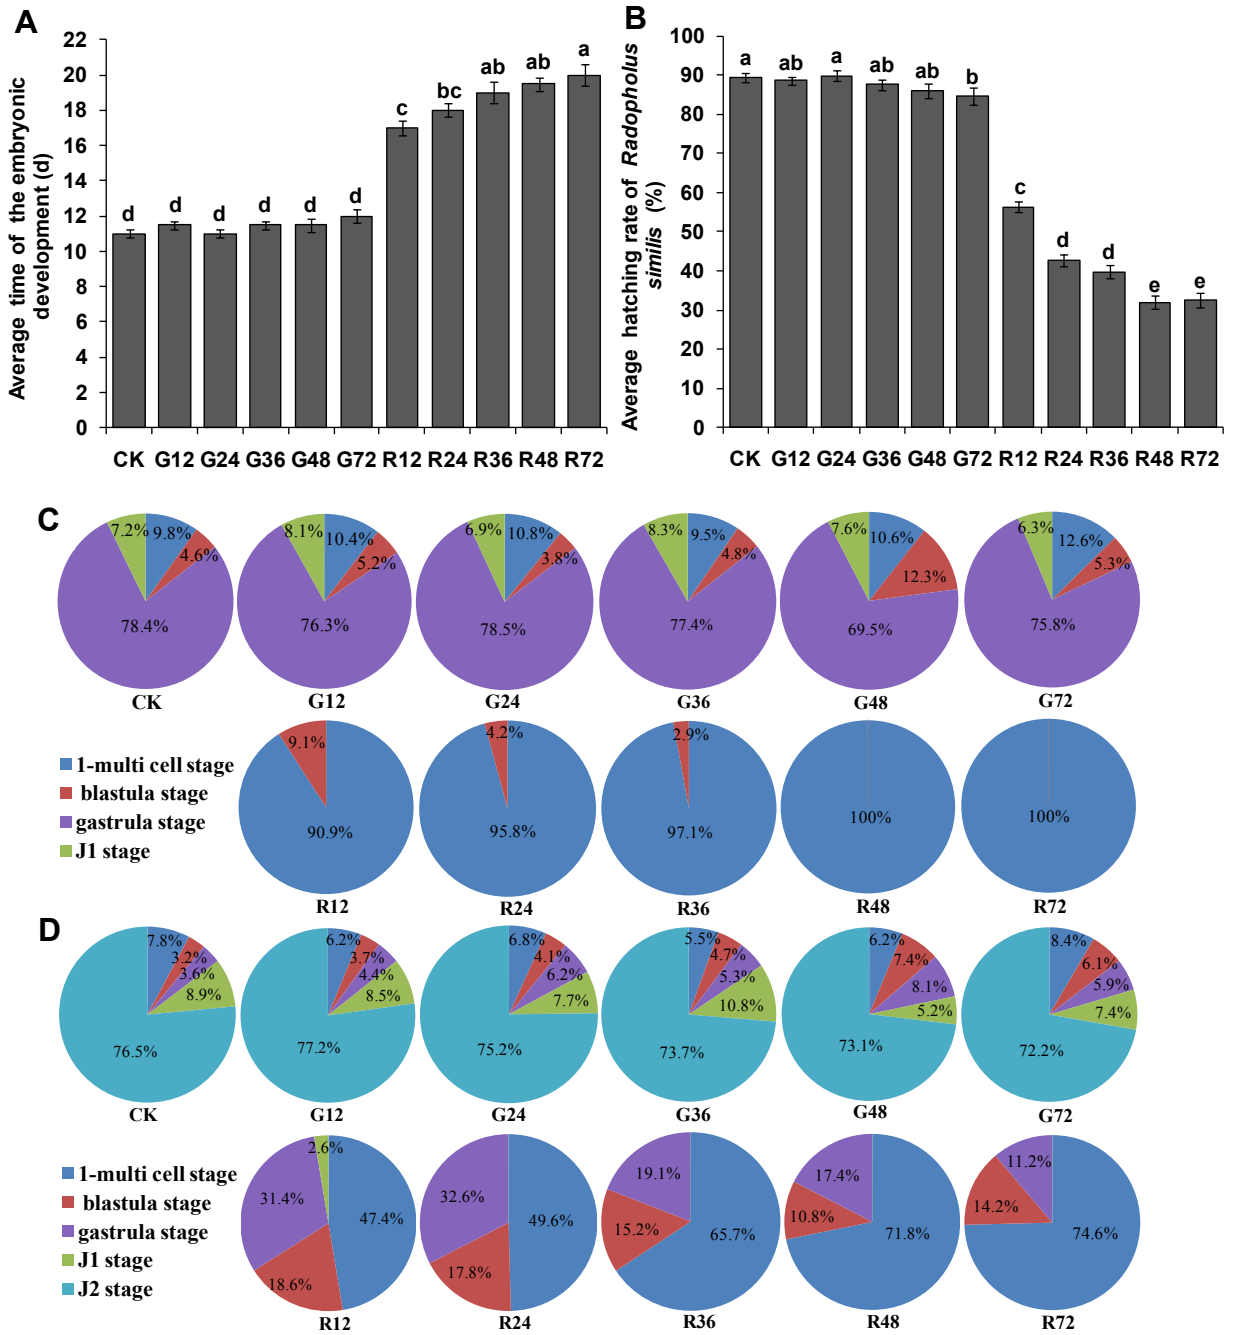 A
Average time of the embryonic
development (d)
22
20
18
16
14
12
10
8
6
4
2
0
d d d d d d c bc ab ab a
CK G12 G24 G36 G48 G72 R12 R24 R36 R48 R72
B
Average hatching rate of Radopholus
similis (%)
100
90
80
70
60
50
40
30
20
10
0
a ab a ab ab b c d d e e
CK G12 G24 G36 G48 G72 R12 R24 R36 R48 R72
C
7.2% 9.8% 4.6% 78.4%
CK
8.1% 10.4% 5.2% 76.3%
G12
6.9% 10.8% 3.8% 78.5%
G24
8.3% 9.5% 4.8% 77.4%
G36
7.6% 10.6% 12.3% 69.5%
G48
6.3% 12.6% 5.3% 75.8%
G72
1-multi cell stage
blastula stage
gastrula stage
J1 stage
9.1% 90.9%
R12
4.2% 95.8%
R24
2.9% 97.1%
R36
100%
R48
100%
R72
D
7.8% 3.2% 3.6% 8.9% 76.5%
CK
6.2% 3.7% 4.4% 8.5% 77.2%
G12
6.8% 4.1% 6.2% 7.7% 75.2%
G24
5.5% 4.7% 5.3% 10.8% 73.7%
G36
6.2% 7.4% 8.1% 5.2% 73.1%
G48
8.4% 6.1% 5.9% 7.4% 72.2%
G72
1-multi cell stage
blastula stage
gastrula stage
J1 stage
J2 stage
2.6% 31.4% 47.4% 18.6%
R12
32.6% 49.6% 17.8%
R24
19.1% 15.2% 65.7%
R36
17.4% 10.8% 71.8%
R48
11.2% 14.2% 74.6%
R72